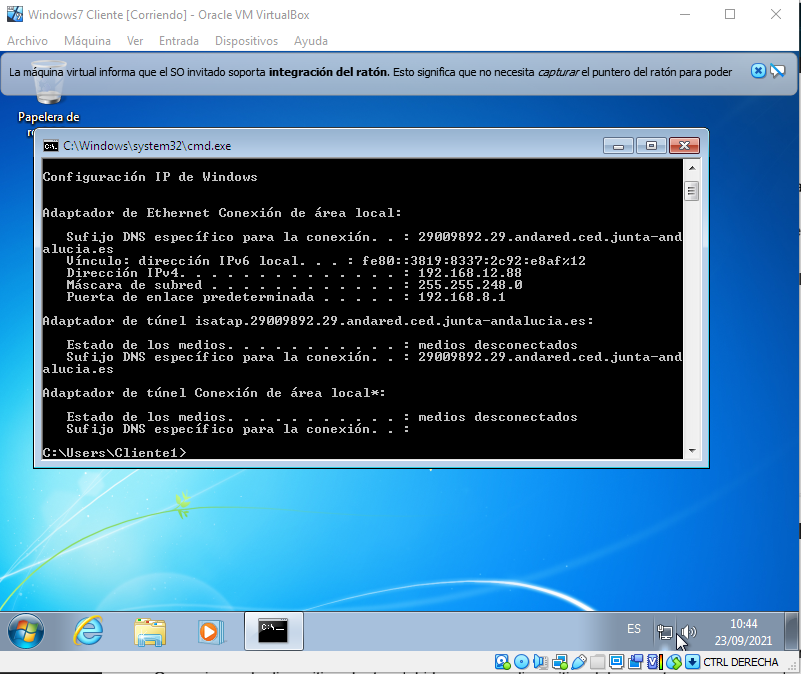 Windows7 Cliente [Corriendo] - Oracle VM VirtualBox
Archivo Máquina Ver Entrada Dispositivos Ayuda
La máquina virtual informa que el SO invitado soporta integración del ratón. Esto significa que no necesita capturar el puntero del ratón para poder
Papelera de
C:\Windows\system32\cmd.exe
Configuración IP de Windows
Adaptador de Ethernet Conexión de área local:
Sufijo DNS específico para la conexión. . : 29009892.29.andared.ced.junta-and
alucia.es
Vínculo: dirección IPv6 local. . . : fe80::3819:8337:2c92:e8af%12
Dirección IPv4. . . . . . . . . . . . . . : 192.168.12.88
Máscara de subred . . . . . . . . . . . . : 255.255.248.0
Puerta de enlace predeterminada . . . . . : 192.168.8.1
Adaptador de túnel isatap.29009892.29.andared.ced.junta-andalucia.es:
Estado de los medios. . . . . . . . . . . : medios desconectados
Sufijo DNS específico para la conexión. . : 29009892.29.andared.ced.junta-and
alucia.es
Adaptador de túnel Conexión de área local*:
Estado de los medios. . . . . . . . . . . : medios desconectados
Sufijo DNS específico para la conexión. . :
C:\Users\Cliente1>
C:\_
ES
10:44
23/09/2021
CTRL DERECHA